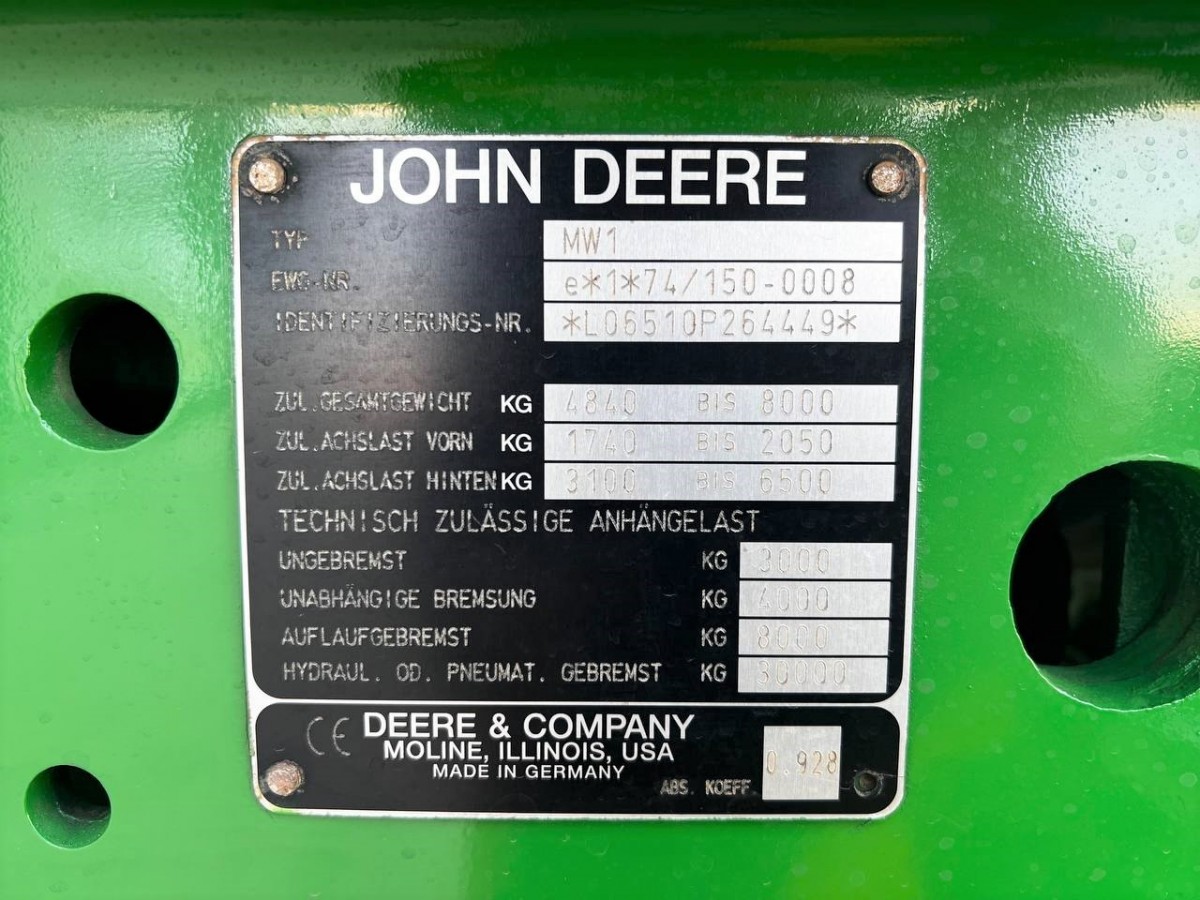 JOHN DEERE
TYP MW1
EWG-NR. e*1*74/150-0008
IDENTIFIZIERUNGS-NR. *L06510P264449*
ZUL.GESAMTGEWICHT KG 4840 BIS 8000
ZUL.ACHSLAST VORN KG 1740 BIS 2050
ZUL.ACHSLAST HINTEN KG 3100 BIS 6500
TECHNISCH ZULÄSSIGE ANHÄNGELAST
UNGEBREMST KG 3000
UNABHÄNGIGE BREMSUNG KG 4000
AUFLAUFGEBREMST KG 8000
HYDRAUL. OD. PNEUMAT. GEBREMST KG 30000
CE DEERE & COMPANY
MOLINE, ILLINOIS, USA
MADE IN GERMANY
ABS. KOEFF 0.928